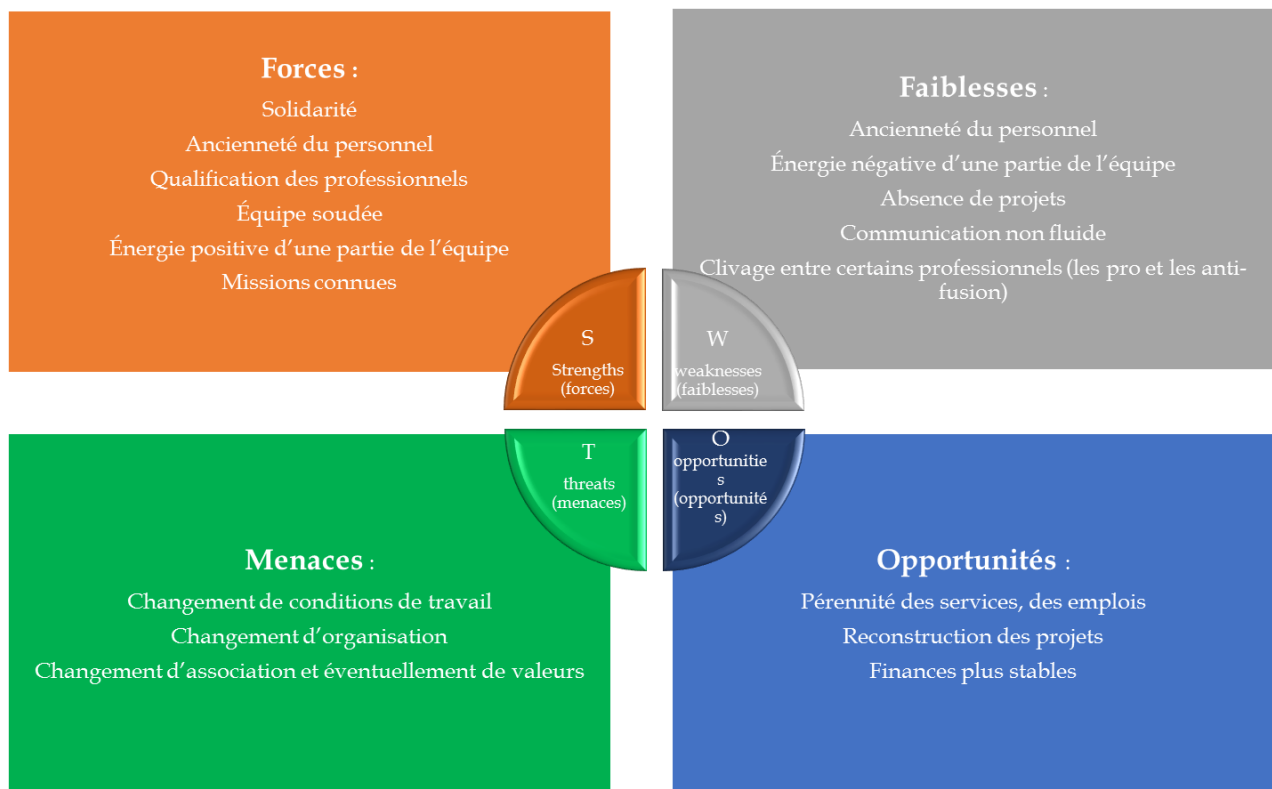 Forces :
Solidarité
Ancienneté du personnel
Qualification des professionnels
Équipe soudée
Énergie positive d’une partie de l’équipe
Missions connues
Faiblesses :
Ancienneté du personnel
Énergie négative d’une partie de l’équipe
Absence de projets
Communication non fluide
Clivage entre certains professionnels (les pro et les anti-
fusion)
S
Strengths
(forces)
W
weaknesses
(faiblesses)
T
threats
(menaces)
O
opportunitie
s
(opportunité
s)
Menaces :
Changement de conditions de travail
Changement d’organisation
Changement d’association et éventuellement de valeurs
Opportunités :
Pérennité des services, des emplois
Reconstruction des projets
Finances plus stables